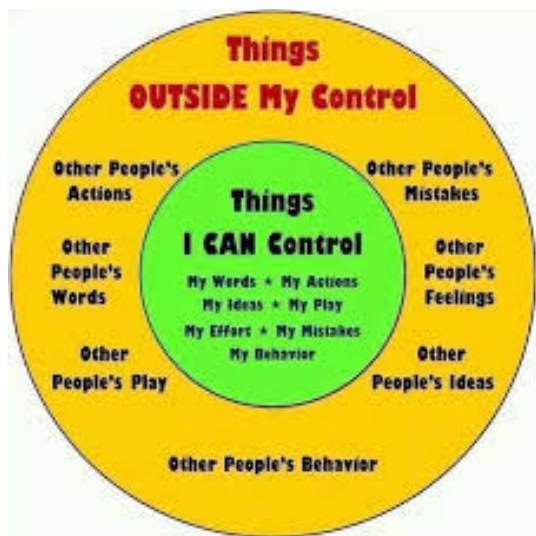 Things
OUTSIDE My Control
Other People's
Actions
Other People's
Mistakes
Other
People's
Words
Other
People's
Feelings
Other
People's Play
Other
People's Ideas
Other People's Behavior
Things
I CAN Control
My Words * My Actions
My Ideas * My Play
My Effort * My Mistakes
My Behavior